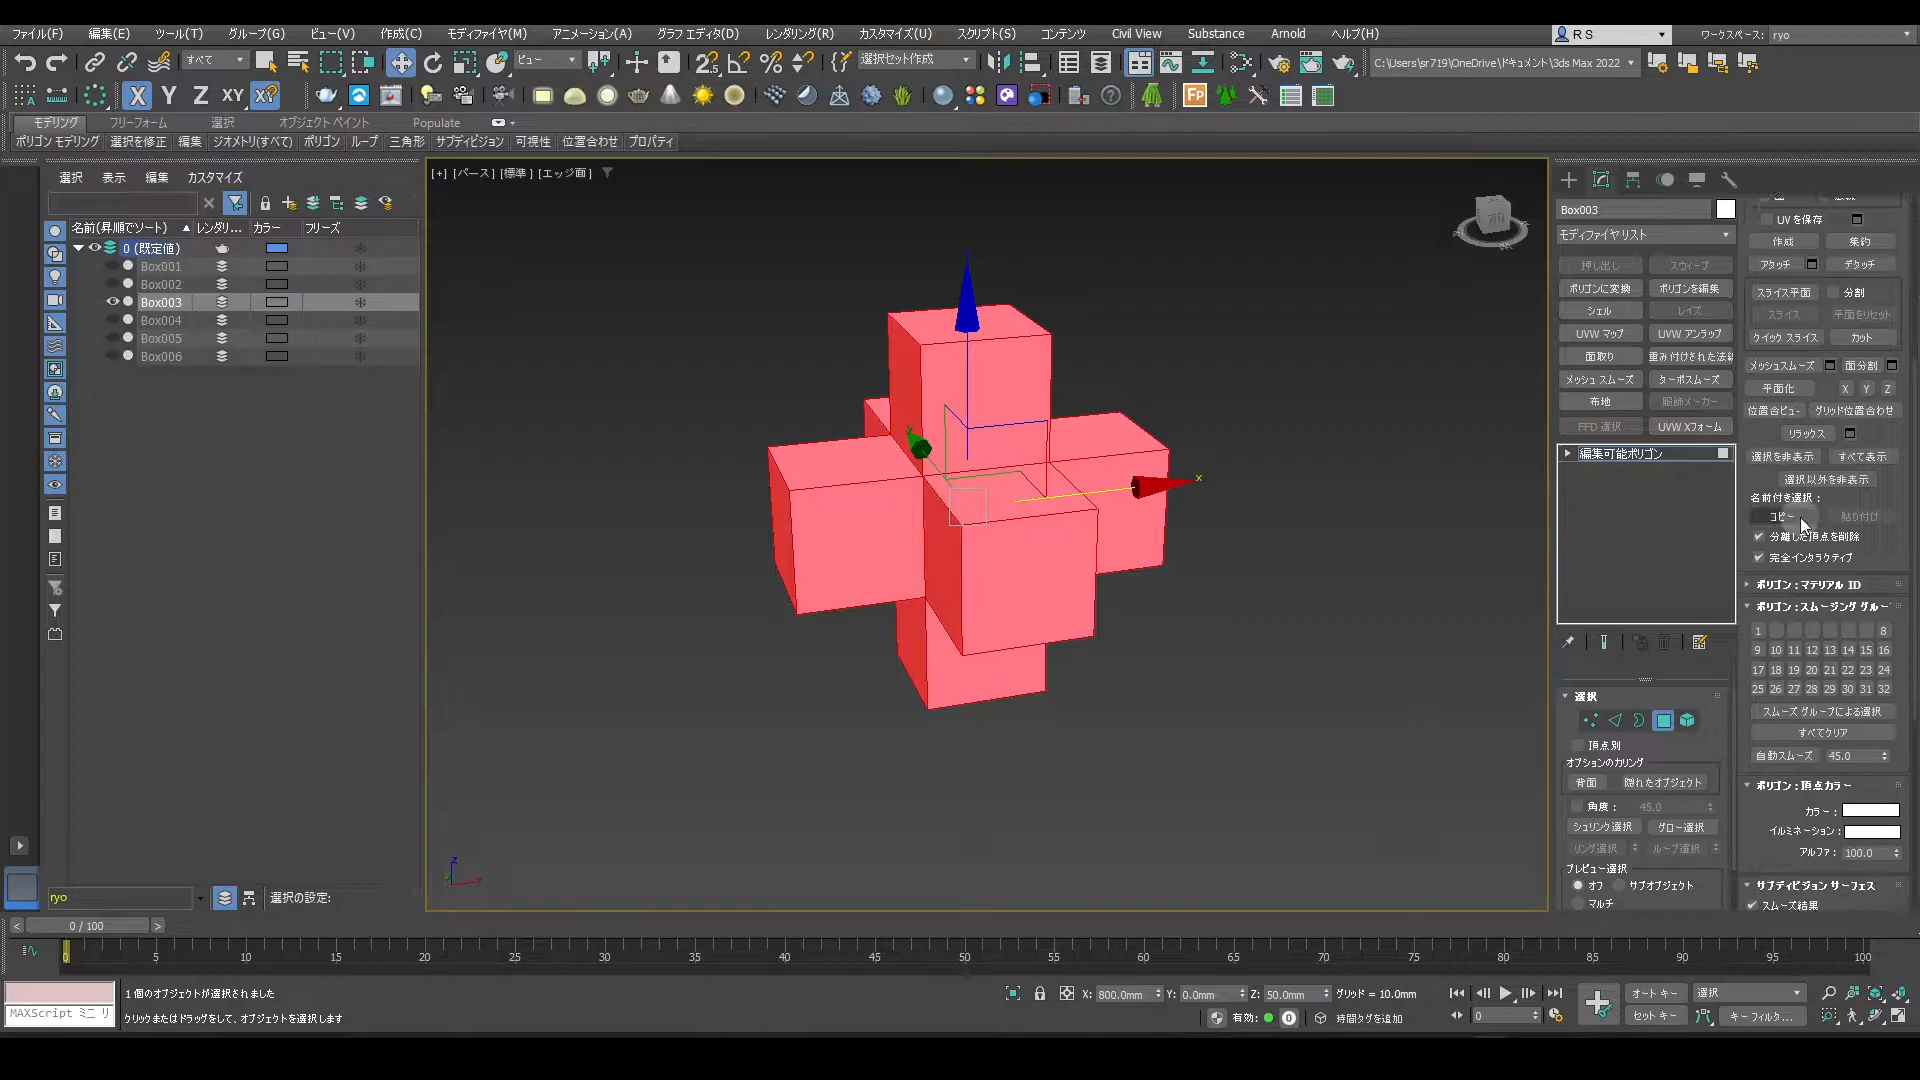 ファイル(F) 編集(E) ツール(T) グループ(G) ビュー(V) 作成(C) モディファイヤ(M) アニメーション(A) グラフ エディタ(D) レンダリング(R) カスタマイズ(U) スクリプト(S) コンテンツ Civil View Substance Arnold ヘルプ(H) R S ワークスペース: ryo
すべて ビュー 選択セット作成 C:\Users\sr719\OneDrive\ドキュメント\3ds Max 2022
X Y Z XY XY Fp
モデリング フリーフォーム 選択 オブジェクト ペイント Populate
ポリゴン モデリング 選択を修正 編集 ジオメトリ(すべて) ポリゴン ループ 三角形 サブディビジョン 可視性 位置合わせ プロパティ
選択 表示 編集 カスタマイズ
名前(昇順でソート) レンダリ... カラー フリーズ
0 (既定値)
Box001
Box002
Box003
Box004
Box005
Box006
ryo 選択の設定:
[+] [パース] [標準] [エッジ面]
x
Box003
モディファイヤ リスト
押し出し スウィープ
ポリゴンに変換 ポリゴンを編集
シェル レイズ
UVW マップ UVW アンラップ
面取り 重み付けされた法線
メッシュ スムーズ ターボスムーズ
布地 服飾メーカー
FFD 選択 UVW Xフォーム
編集可能ポリゴン
選択
頂点別
オプションのカリング
背面 隠れたオブジェクト
角度: 45.0
シュリンク選択 グロー選択
リング選択 ループ選択
プレビュー選択
オフ サブオブジェクト
マルチ
UV を保存
作成 集約
アタッチ デタッチ
スライス平面 分割
スライス 平面をリセット
クイック スライス カット
メッシュスムーズ 面分割
平面化 X Y Z
位置合ビュー グリッド位置合わせ
リラックス
選択を非表示 すべて表示
選択以外を非表示
名前付き選択:
コピー 貼り付け
分離した頂点を削除
完全インタラクティブ
ポリゴン:マテリアル ID
ポリゴン:スムージング グルー
1 8
9 10 11 12 13 14 15 16
17 18 19 20 21 22 23 24
25 26 27 28 29 30 31 32
スムーズ グループによる選択
すべてクリア
自動スムーズ 45.0
ポリゴン:頂点カラー
カラー:
イルミネーション:
アルファ: 100.0
サブディビジョン サーフェス
スムーズ結果
0 / 100
0 5 10 15 20 25 30 35 40 45 50 55 60 65 70 75 80 85 90 95 100
1 個のオブジェクトが選択されました
MAXScript ミニ リ
クリックまたはドラッグをして、オブジェクトを選択します
X: 800.0mm Y: 0.0mm Z: 50.0mm グリッド = 10.0mm
有効: 0 時間タグを追加
0
オート キー 選択
セット キー キー フィルタ...